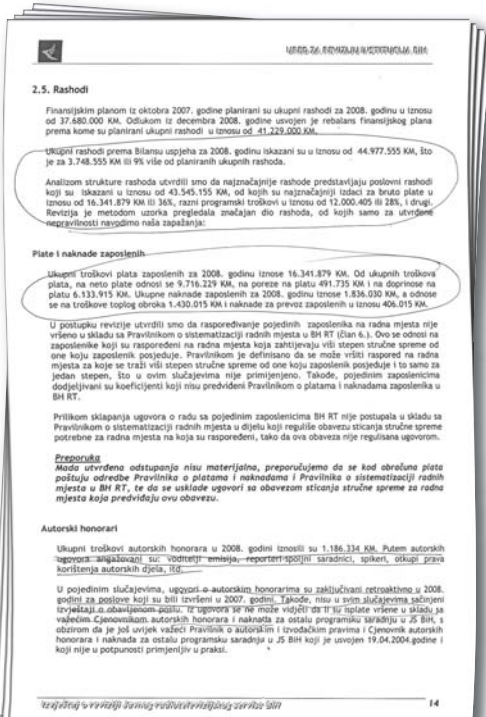 URED ZA REVIZIJU INSTITUCIJA BIH
2.5. Rashodi
Finansijskim planom iz oktobra 2007. godine planirani su ukupni rashodi za 2008. godinu u iznosu
od 37.680.000 KM. Odlukom iz decembra 2008. godine usvojen je rebalans finansijskog plana
prema kome su planirani ukupni rashodi u iznosu od 41.229.000 KM.
Ukupni rashodi prema Bilansu uspjeha za 2008. godinu iskazani su u iznosu od 44.977.555 KM, što
je za 3.748.555 KM ili 9% više od planiranih ukupnih rashoda.
Analizom strukture rashoda utvrdili smo da najznačajnije rashode predstavljaju poslovni rashodi
koji su iskazani u iznosu od 43.545.155 KM, od kojih su najznačajniji izdaci za bruto plate u
iznosu od 16.341.879 KM ili 36%, razni programski troškovi u iznosu od 12.000.405 ili 28%, i drugi.
Revizija je metodom uzorka pregledala značajan dio rashoda, od kojih samo za utvrđene
nepravilnosti navodimo naša zapažanja:
Plate i naknade zaposlenih
Ukupni troškovi plata zaposlenih za 2008. godinu iznose 16.341.879 KM. Od ukupnih troškova
plata, na neto plate odnosi se 9.716.229 KM, na poreze na platu 491.735 KM i na doprinose na
platu 6.133.915 KM. Ukupne naknade zaposlenih za 2008. godinu iznose 1.836.030 KM, a odnose
se na troškove toplog obroka 1.430.015 KM i naknade za prevoz zaposlenih u iznosu 406.015 KM.
U postupku revizije utvrdili smo da raspoređivanje pojedinih zaposlenika na radna mjesta nije
vršeno u skladu sa Pravilnikom o sistematizaciji radnih mjesta u BH RT (član 6.). Ovo se odnosi na
zaposlenike koji su raspoređeni na radna mjesta koja zahtijevaju viši stepen stručne spreme od
one koju zaposlenik posjeduje. Pravilnikom je definisano da se može vršiti raspored na radna
mjesta za koje se traži viši stepen stručne spreme od one koju zaposlenik posjeduje i to samo za
jedan stepen, što u ovim slučajevima nije primijenjeno. Takođe, pojedinim zaposlenicima
dodjeljivani su koeficijenti koji nisu predviđeni Pravilnikom o platama i naknadama zaposlenika u
BH RT.
Prilikom sklapanja ugovora o radu sa pojedinim zaposlenicima BH RT nije postupala u skladu sa
Pravilnikom o sistematizaciji radnih mjesta u dijelu koji reguliše obavezu sticanja stručne spreme
potrebne za radna mjesta na koja su raspoređeni, tako da ova obaveza nije regulisana ugovorom.
Preporuka
Mada utvrđena odstupanja nisu materijalna, preporučujemo da se kod obračuna plata
poštuju odredbe Pravilnika o platama i naknadama i Pravilnika o sistematizaciji radnih
mjesta u BH RT, te da se usklade ugovori sa obavezom sticanja stručne spreme za radna
mjesta koja predviđaju ovu obavezu.
Autorski honorari
Ukupni troškovi autorskih honorara u 2008. godini iznosili su 1.186.334 KM. Putem autorskih
ugovora angažovani su: voditelji emisija, reporteri-spoljni saradnici, spikeri, otkupi prava
korištenja autorskih djela, itd.
U pojedinim slučajevima, ugovori o autorskim honorarima su zaključivani retroaktivno u 2008.
godini za poslove koji su bili izvršeni u 2007. godini. Takođe, nisu u svim slučajevima sačinjeni
izvještaji o obavljenom poslu. Iz ugovora se ne može vidjeti da li su isplate vršene u skladu sa
važećim Cjenovnikom autorskih honorara i naknada za ostalu programsku saradnju u JS BiH, s
obzirom da je još uvijek važeći Pravilnik o autorskim i izvođačkim pravima i Cjenovnik autorskih
honorara i naknada za ostalu programsku saradnju u JS BiH koji je usvojen 19.04.2004.godine i
koji nije u potpunosti primjenljiv u praksi.
Izvještaj o reviziji Javnog radiotelevizijskog servisa BIH
14